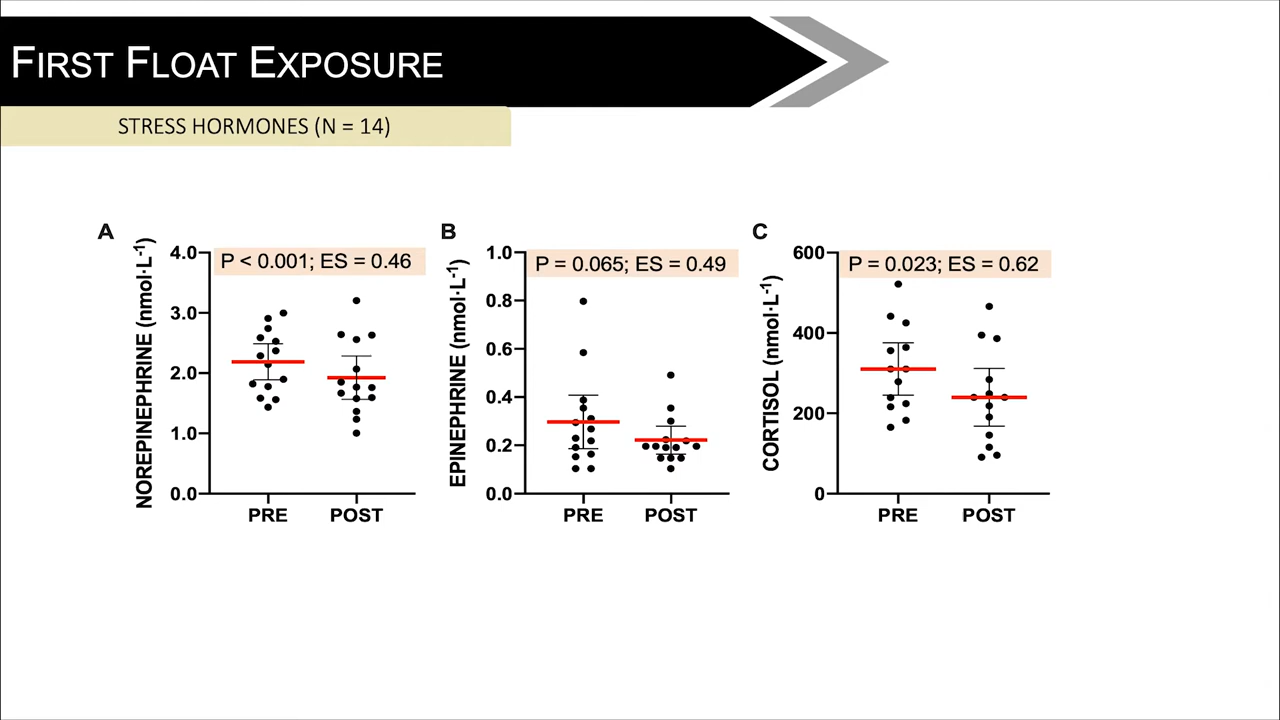 FIRST FLOAT EXPOSURE
STRESS HORMONES (N = 14)
A
NOREPINEPHRINE (nmol·L⁻¹)
P < 0.001; ES = 0.46
4.0
3.0
2.0
1.0
0.0
PRE
POST
B
EPINEPHRINE (nmol·L⁻¹)
P = 0.065; ES = 0.49
1.0
0.8
0.6
0.4
0.2
0.0
PRE
POST
C
CORTISOL (nmol·L⁻¹)
P = 0.023; ES = 0.62
600
400
200
0
PRE
POST